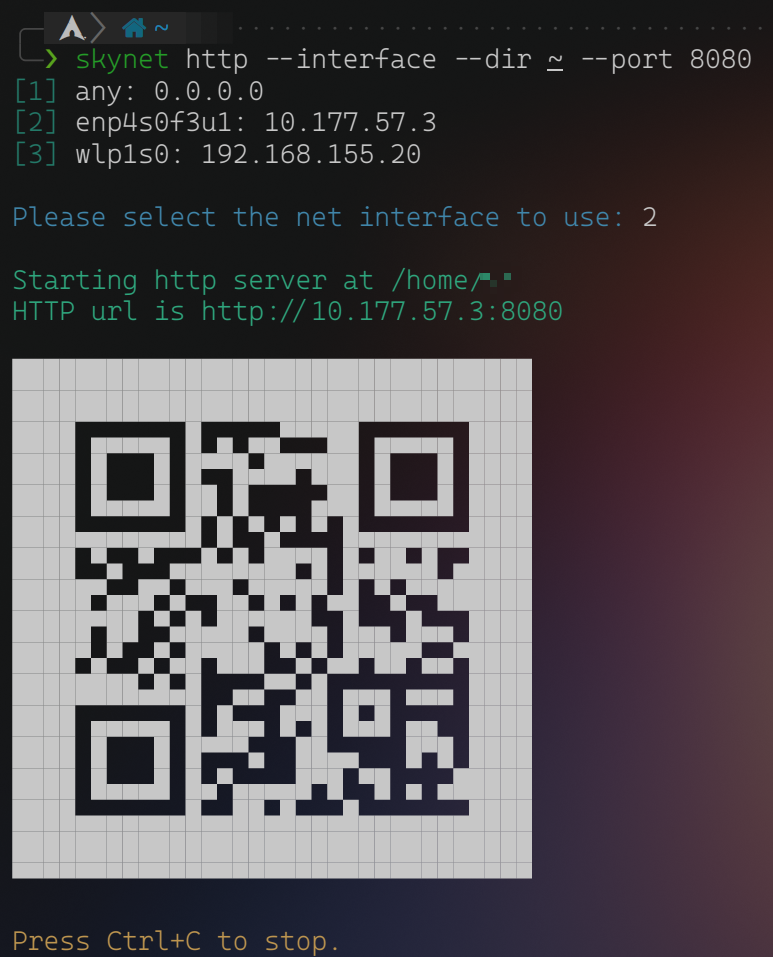 ~
❯ skynet http --interface --dir ~ --port 8080
[1] any: 0.0.0.0
[2] enp4s0f3u1: 10.177.57.3
[3] wlp1s0: 192.168.155.20
Please select the net interface to use: 2
Starting http server at /home/
HTTP url is http://10.177.57.3:8080
Press Ctrl+C to stop.